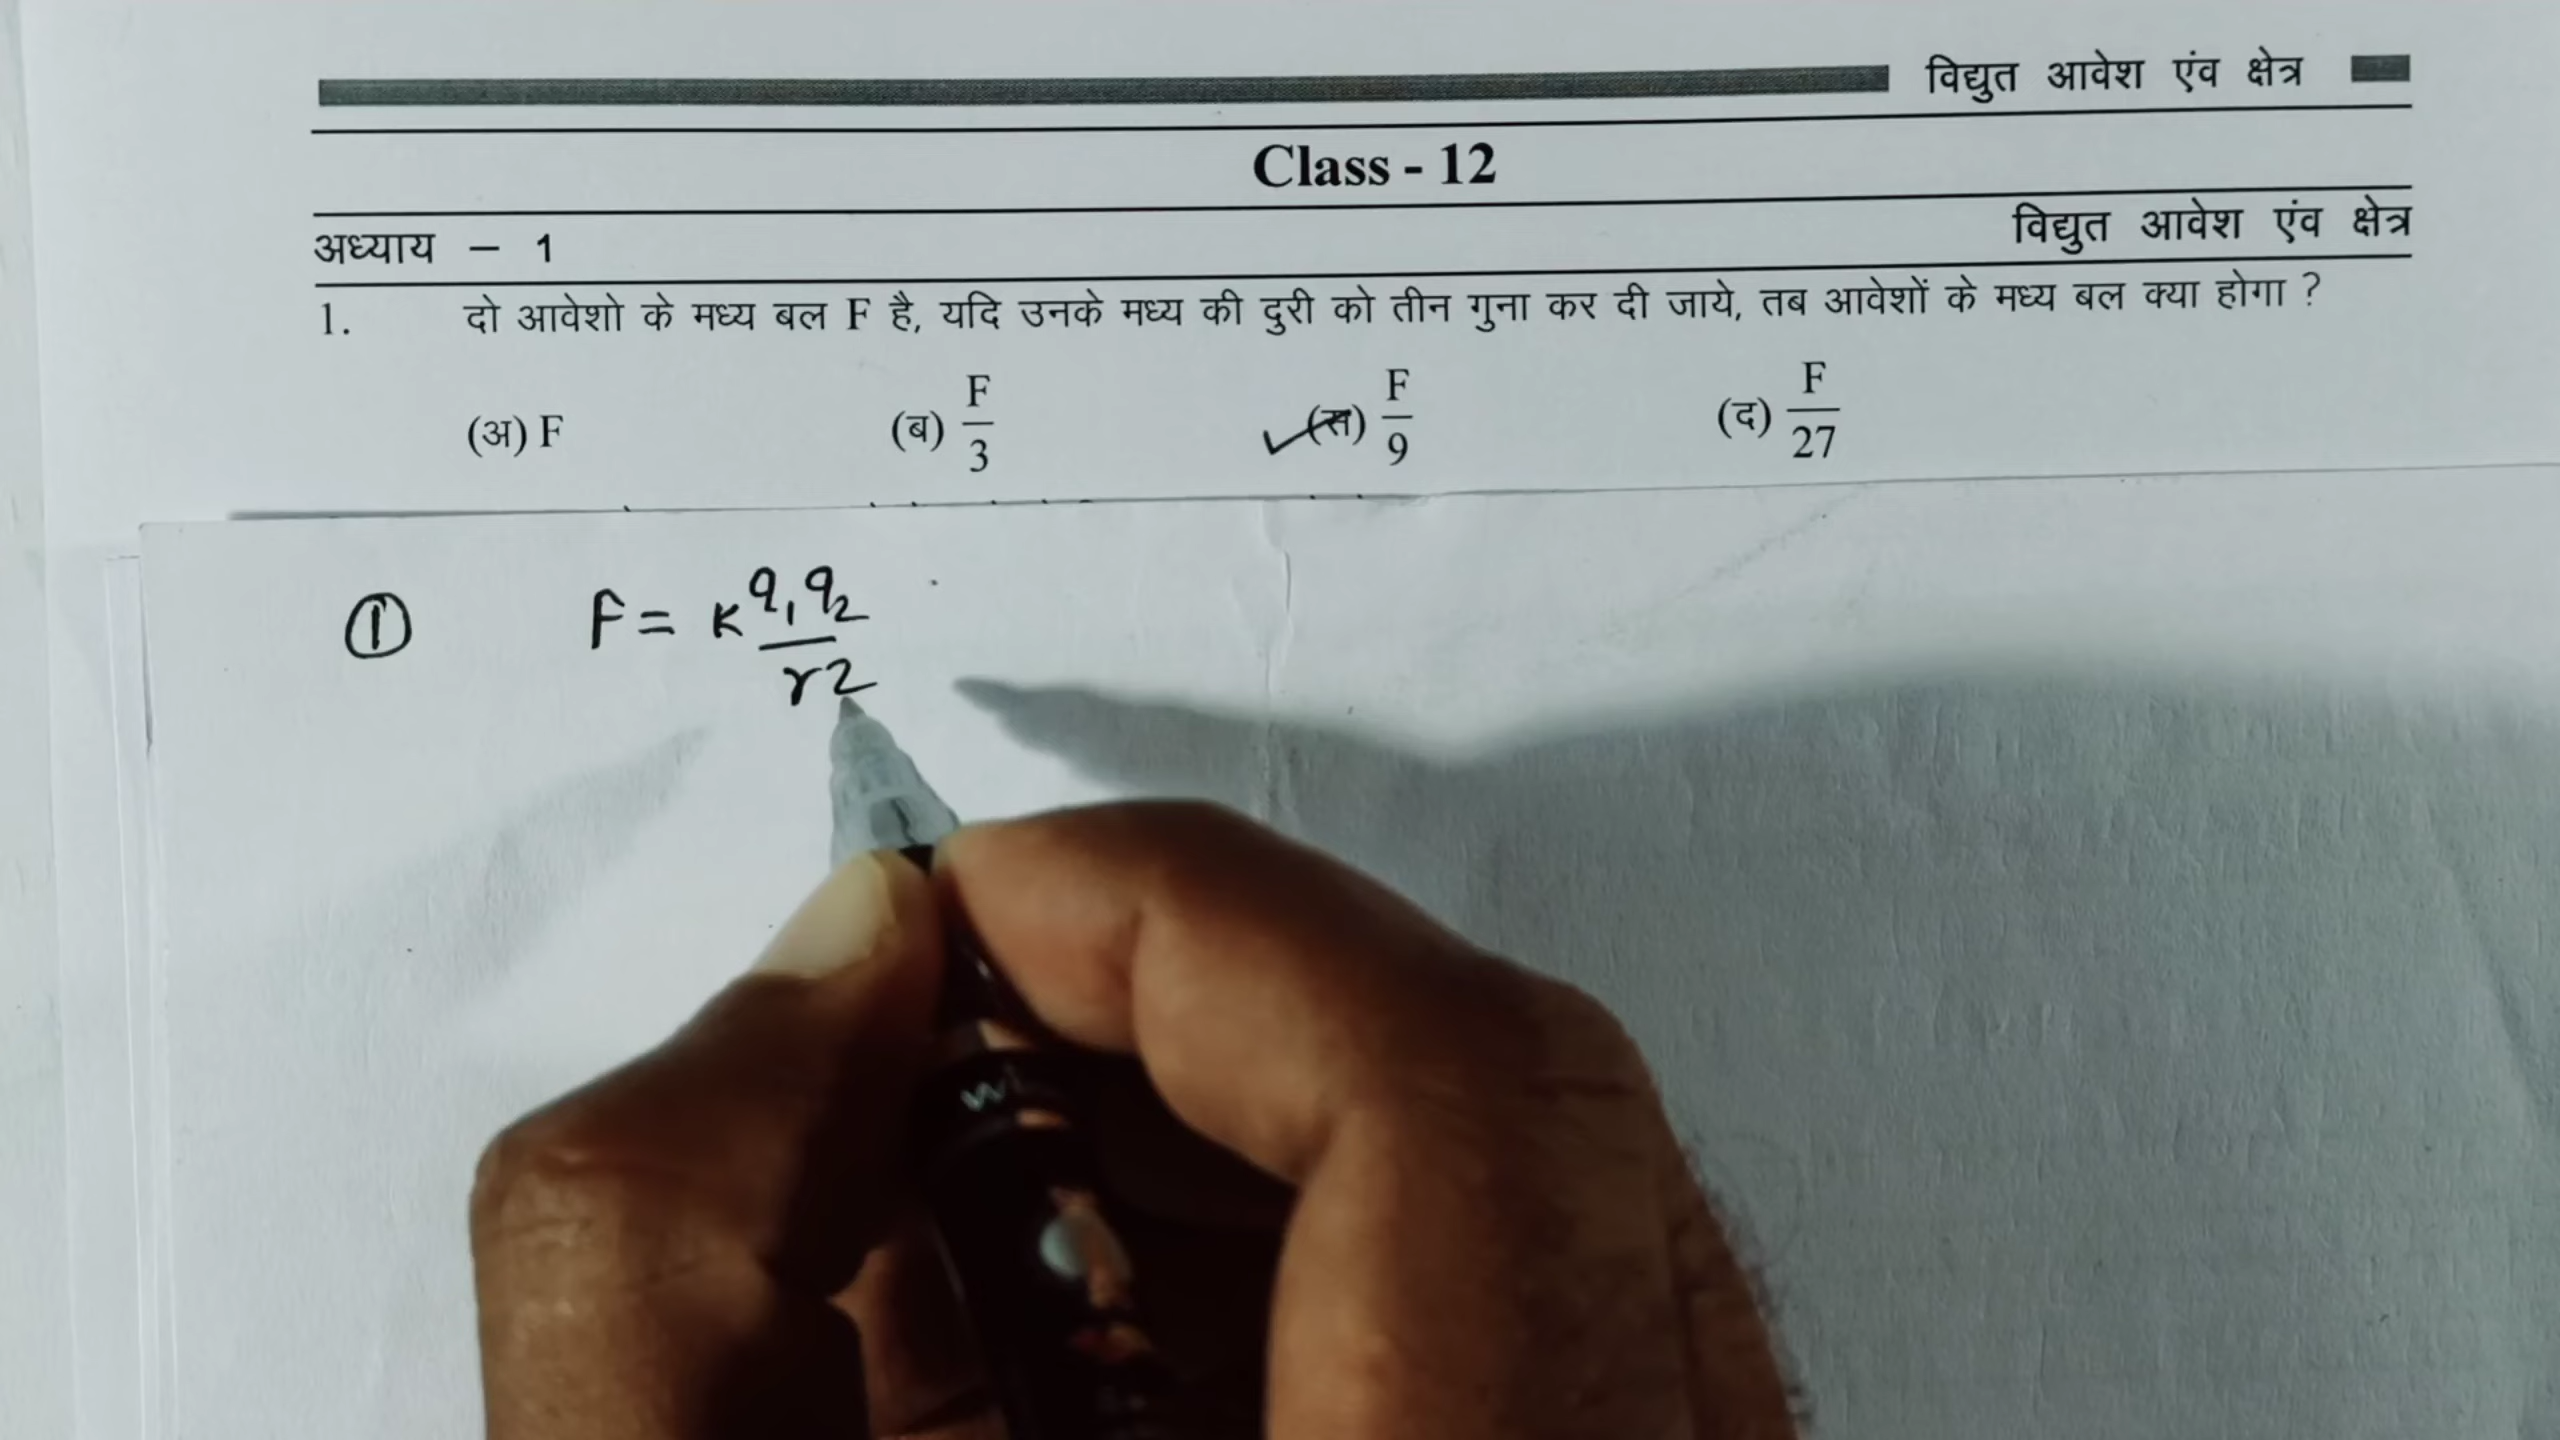 विद्युत आवेश एंव क्षेत्र
Class - 12
अध्याय – 1 विद्युत आवेश एंव क्षेत्र
1. दो आवेशो के मध्य बल F है, यदि उनके मध्य की दुरी को तीन गुना कर दी जाये, तब आवेशों के मध्य बल क्या होगा ?
(अ) F (ब) F/3 (स) F/9 (द) F/27
① F = K q₁q₂/r²